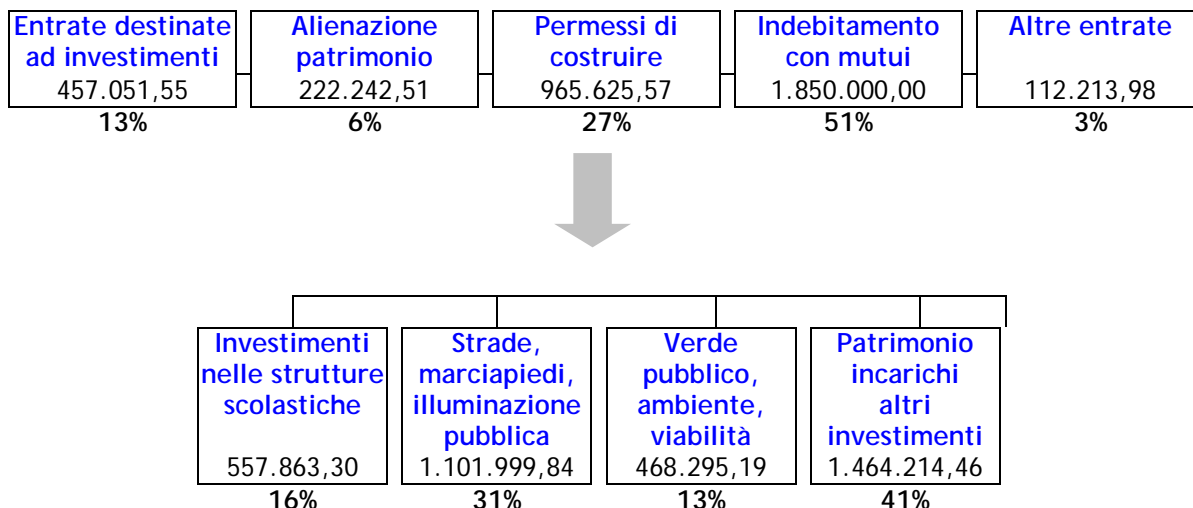 Entrate destinate
ad investimenti
457.051,55
13%
Alienazione
patrimonio
222.242,51
6%
Permessi di
costruire
965.625,57
27%
Indebitamento
con mutui
1.850.000,00
51%
Altre entrate
112.213,98
3%
Investimenti
nelle strutture
scolastiche
557.863,30
16%
Strade,
marciapiedi,
illuminazione
pubblica
1.101.999,84
31%
Verde
pubblico,
ambiente,
viabilità
468.295,19
13%
Patrimonio
incarichi
altri
investimenti
1.464.214,46
41%